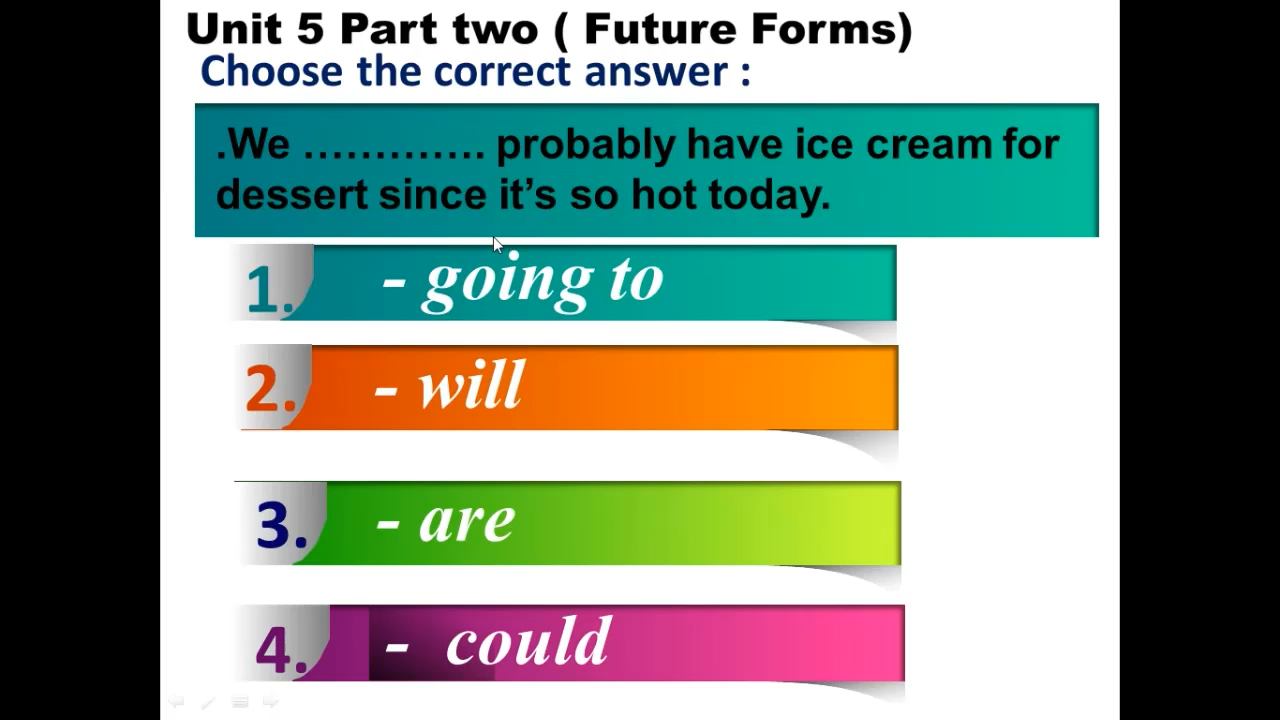 Unit 5 Part two ( Future Forms)
Choose the correct answer :
.We …………. probably have ice cream for
dessert since it’s so hot today.
1. - going to
2. - will
3. - are
4. - could